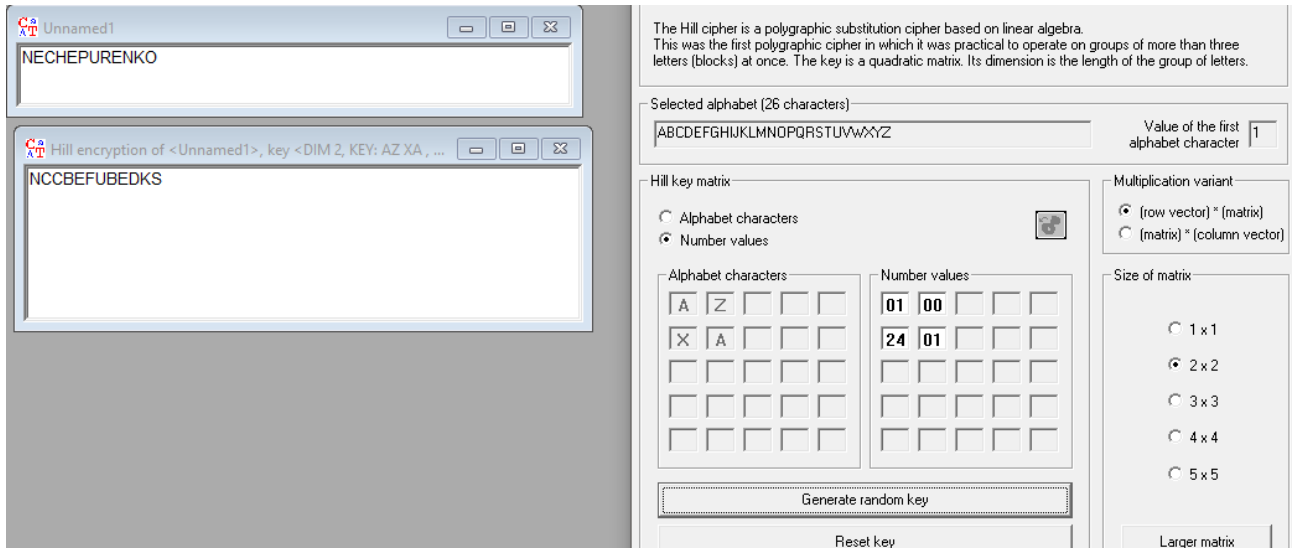 Unnamed1
NECHEPURENKO
Hill encryption of <Unnamed1>, key <DIM 2, KEY: AZ XA , ...
NCCBEFUBEDKS
The Hill cipher is a polygraphic substitution cipher based on linear algebra.
This was the first polygraphic cipher in which it was practical to operate on groups of more than three
letters (blocks) at once. The key is a quadratic matrix. Its dimension is the length of the group of letters.
Selected alphabet (26 characters)
ABCDEFGHIJKLMNOPQRSTUVWXYZ
Value of the first
alphabet character
1
Hill key matrix
Alphabet characters
Number values
Alphabet characters
A Z
X A
Number values
01 00
24 01
Generate random key
Reset key
Multiplication variant
(row vector) * (matrix)
(matrix) * (column vector)
Size of matrix
1 x 1
2 x 2
3 x 3
4 x 4
5 x 5
Larger matrix